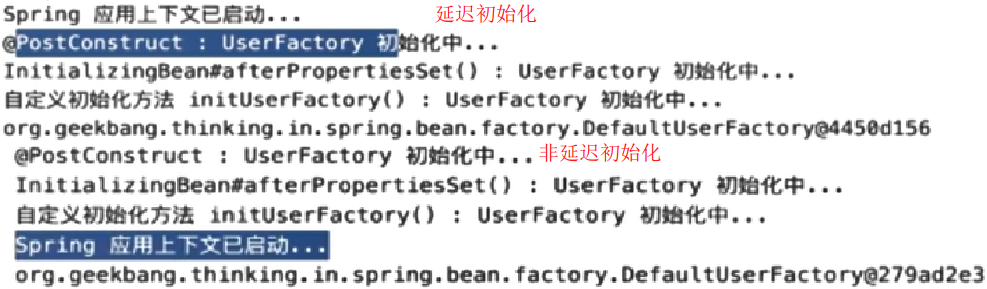 Spring 应用上下文已启动... 延迟初始化
@PostConstruct : UserFactory 初始化中...
InitializingBean#afterPropertiesSet() : UserFactory 初始化中...
自定义初始化方法 initUserFactory() : UserFactory 初始化中...
org.geekbang.thinking.in.spring.bean.factory.DefaultUserFactory@4450d156
@PostConstruct : UserFactory 初始化中... 非延迟初始化
InitializingBean#afterPropertiesSet() : UserFactory 初始化中...
自定义初始化方法 initUserFactory() : UserFactory 初始化中...
Spring 应用上下文已启动...
org.geekbang.thinking.in.spring.bean.factory.DefaultUserFactory@279ad2e3